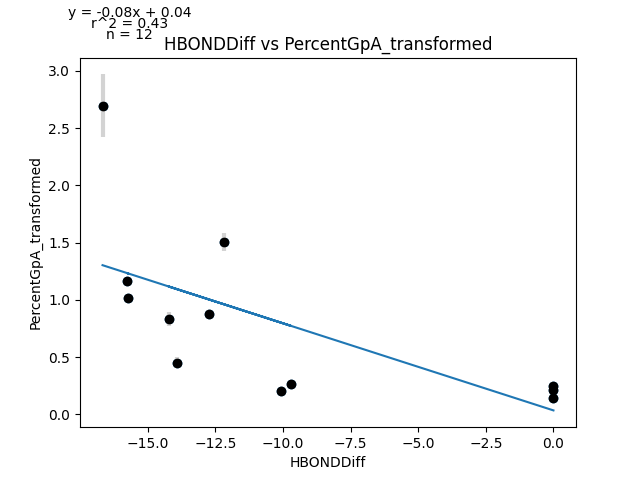 y = -0.08x + 0.04
r^2 = 0.43
n = 12
HBONDDiff vs PercentGpA_transformed
3.0
2.5
2.0
1.5
1.0
0.5
0.0
PercentGpA_transformed
−15.0 −12.5 −10.0 −7.5 −5.0 −2.5 0.0
HBONDDiff